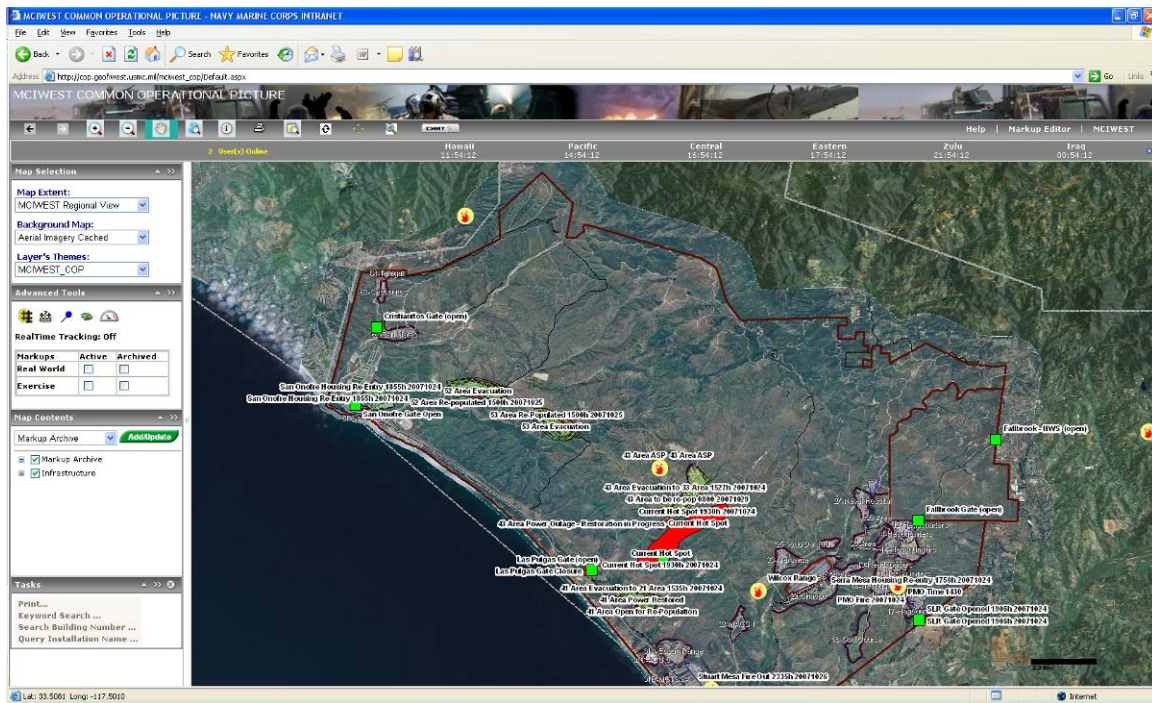 MCIWEST COMMON OPERATIONAL PICTURE - NAVY MARINE CORPS INTRANET
File Edit View Favorites Tools Help
Back Search Favorites
Address http://cop.geofiwest.usmc.mil/mciwest_cop/Default.aspx Go Links
MCIWEST COMMON OPERATIONAL PICTURE
CHAT Help | Markup Editor | MCIWEST
2 User(s) Online
Hawaii Pacific Central Eastern Zulu Iraq
11:54:12 14:54:12 16:54:12 17:54:12 21:54:12 00:54:12
Map Selection
Map Extent:
MCIWEST Regional View
Background Map:
Aerial Imagery Cached
Layer's Themes:
MCIWEST_COP
Advanced Tools
RealTime Tracking: Off
Markups Active Archived
Real World
Exercise
Map Contents
Markup Archive Add/Update
Markup Archive
Infrastructure
Tasks
Print...
Keyword Search ...
Search Building Number ...
Query Installation Name ...
Cristianitos Gate (open)
San Onofre Housing Re-Entry 1855h 20071024
San Onofre Housing Re-Entry 1855h 20071024
San Onofre Gate Open
52 Area Evacuation
52 Area Re-populated 1500h 20071025
53 Area Re-Populated 1500h 20071025
53 Area Evacuation
Fallbrook - NWS (open)
43 Area ASP 43 Area ASP
43 Area Evacuation to 33 Area 1527h 20071024
43 Area to be re-pop 0800 20071029
Current Hot Spot 1930h 20071024
43 Area Power Outage - Restoration in Progress Current Hot Spot
Fallbrook Gate (open)
Current Hot Spot
Las Pulgas Gate (open) Current Hot Spot 1930h 20071024
Las Pulgas Gate Closure
Wilcox Range
Serra Mesa Housing Re-entry 1750h 20071024
41 Area Evacuation to 21 Area 1535h 20071024
PMO Time 1430
41 Area Power Restored
PMO Fire 20071024
41 Area Open for Re-Population
SLR Gate Opened 1905h 20071024
SLR Gate Opened 1905h 20071024
Stuart Mesa Fire Out 2335h 20071026
Lat: 33.5081 Long: -117.5010 Internet